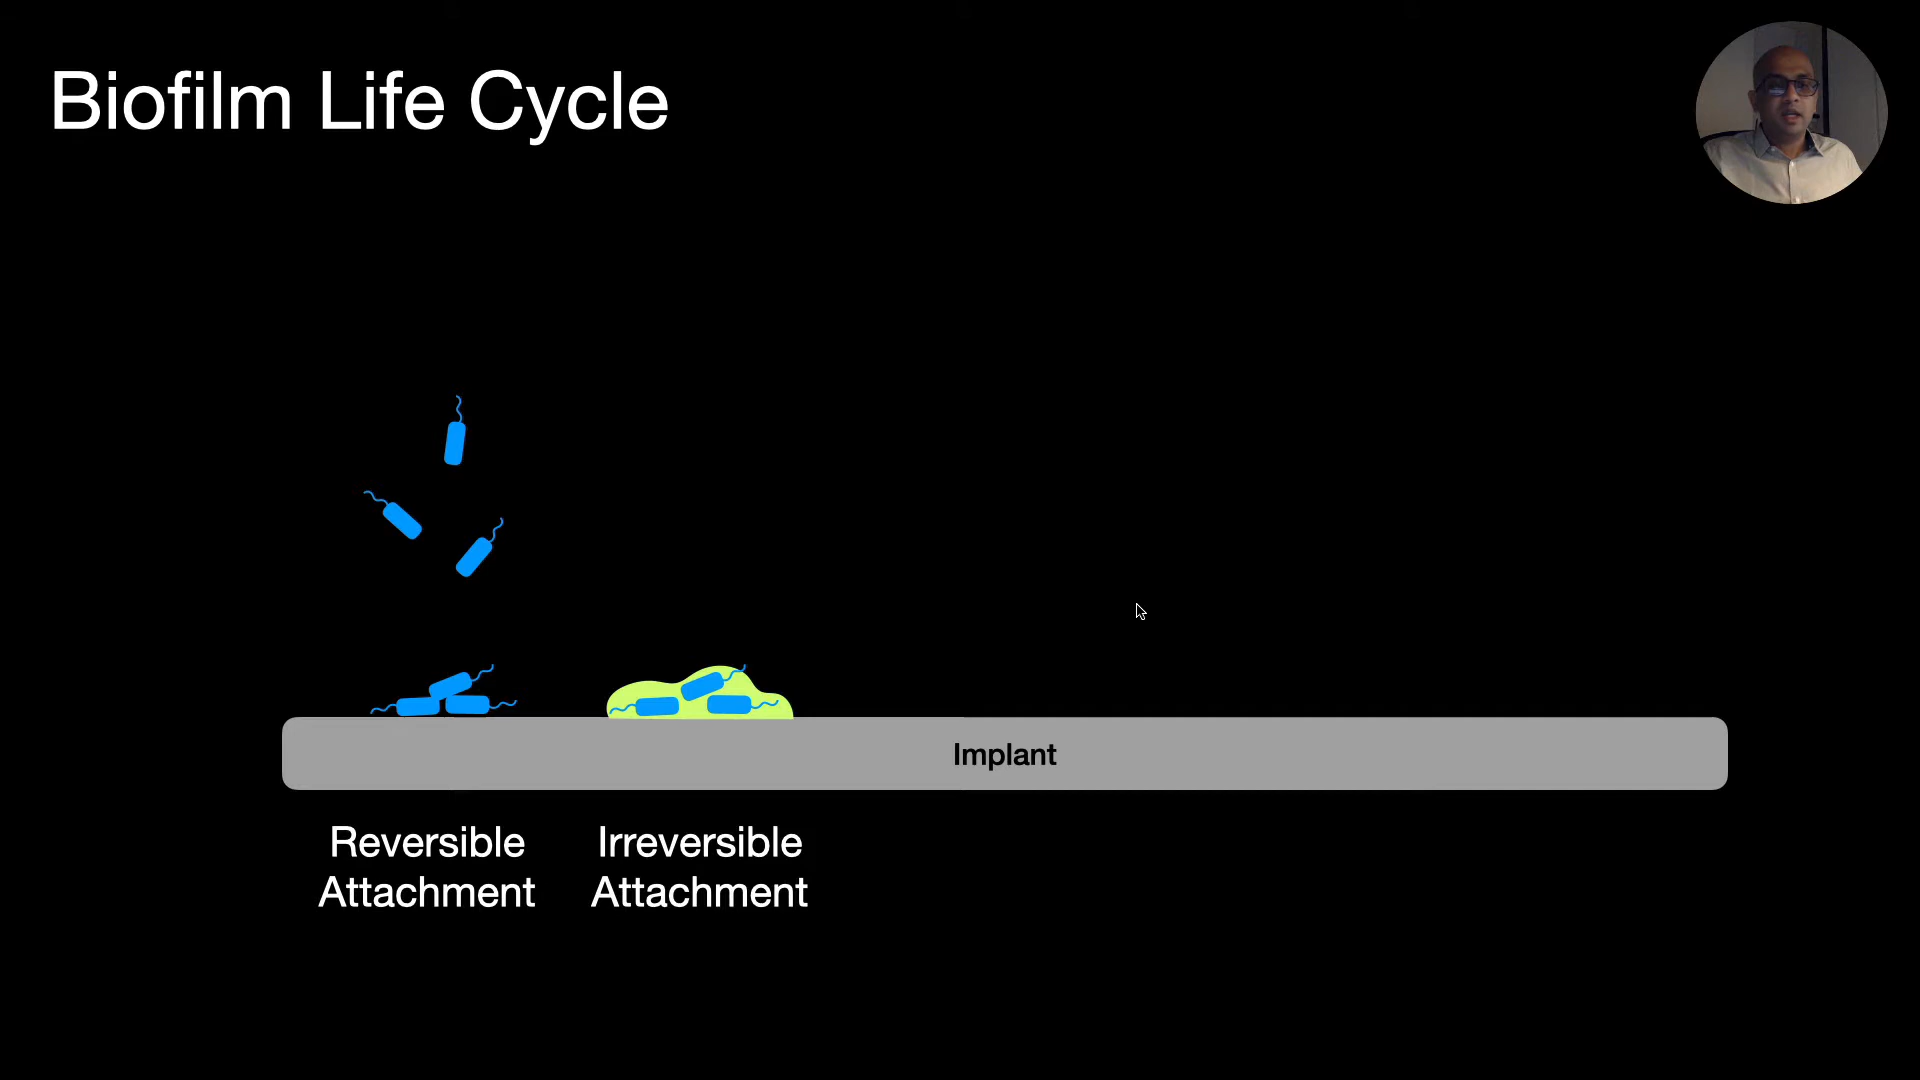 Biofilm Life Cycle
Implant
Reversible
Attachment
Irreversible
Attachment